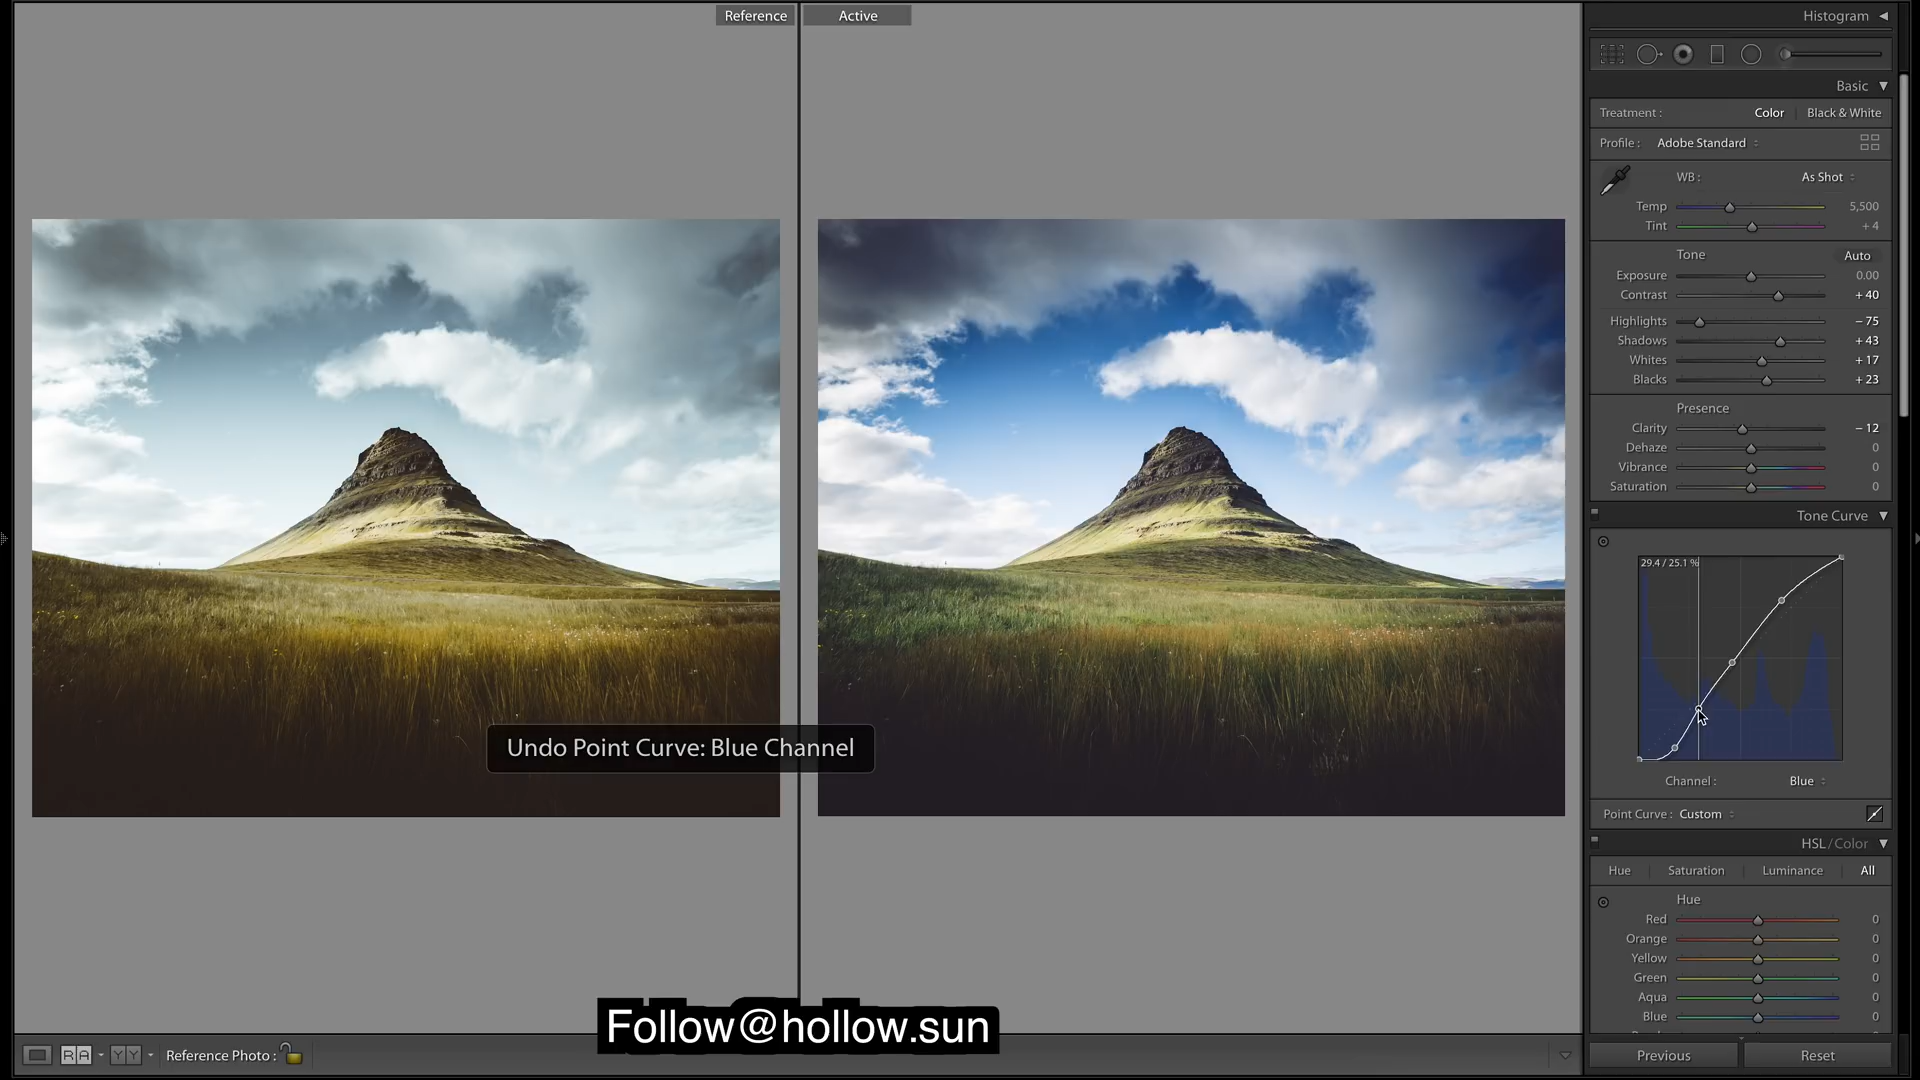 Reference
Active
Histogram
Basic
Treatment :
Color
Black & White
Profile :
Adobe Standard
WB :
As Shot
Temp
5,500
Tint
+ 4
Tone
Auto
Exposure
0.00
Contrast
+ 40
Highlights
− 75
Shadows
+ 43
Whites
+ 17
Blacks
+ 23
Presence
Clarity
− 12
Dehaze
0
Vibrance
0
Saturation
0
Tone Curve
29.4 / 25.1 %
Channel :
Blue
Point Curve : Custom
HSL / Color
Hue
Saturation
Luminance
All
Hue
Red
0
Orange
0
Yellow
0
Green
0
Aqua
0
Blue
0
Previous
Reset
Undo Point Curve: Blue Channel
Follow@hollow.sun
R A
Y Y
Reference Photo :